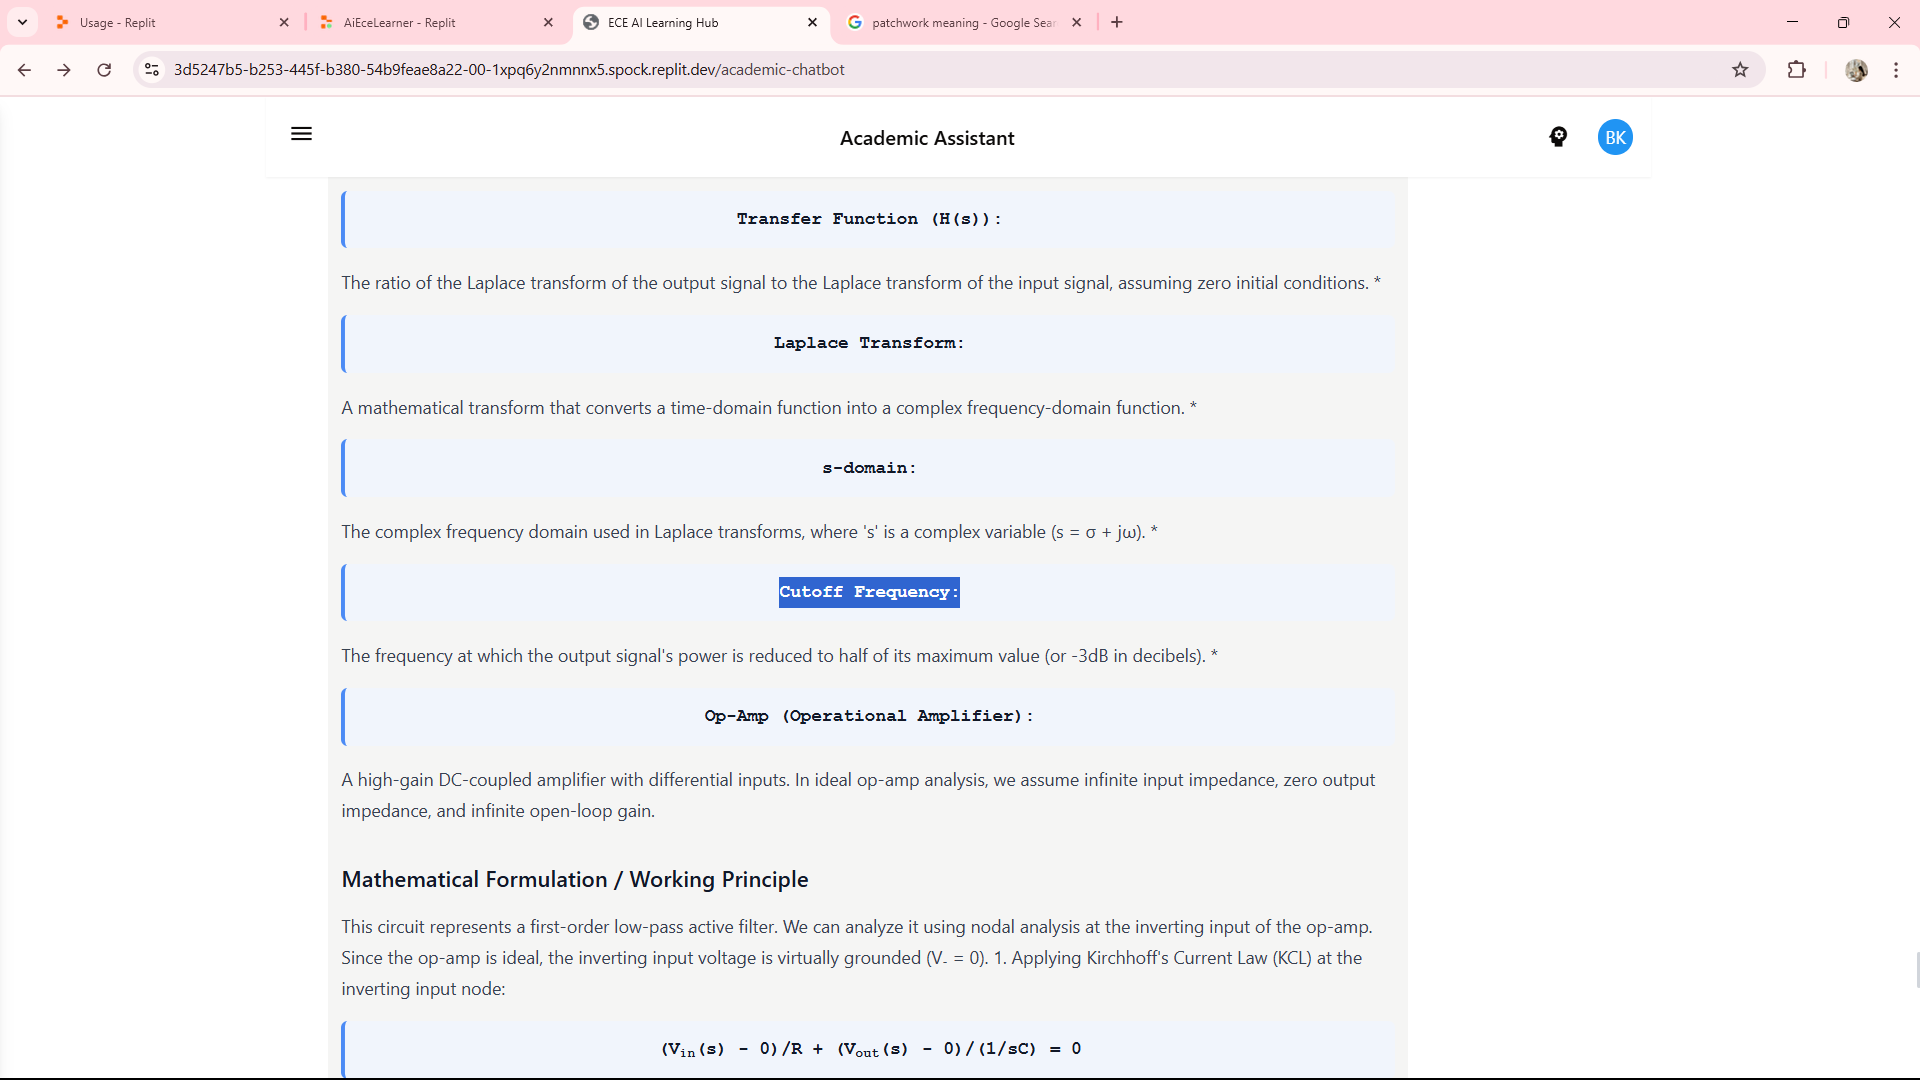 Usage - Replit
AiEceLearner - Replit
ECE AI Learning Hub
patchwork meaning - Google Sear
3d5247b5-b253-445f-b380-54b9feae8a22-00-1xpq6y2nmnnx5.spock.replit.dev/academic-chatbot
Academic Assistant
BK
Transfer Function (H(s)):
The ratio of the Laplace transform of the output signal to the Laplace transform of the input signal, assuming zero initial conditions. *
Laplace Transform:
A mathematical transform that converts a time-domain function into a complex frequency-domain function. *
s-domain:
The complex frequency domain used in Laplace transforms, where 's' is a complex variable (s = σ + jω). *
Cutoff Frequency:
The frequency at which the output signal's power is reduced to half of its maximum value (or -3dB in decibels). *
Op-Amp (Operational Amplifier):
A high-gain DC-coupled amplifier with differential inputs. In ideal op-amp analysis, we assume infinite input impedance, zero output
impedance, and infinite open-loop gain.
Mathematical Formulation / Working Principle
This circuit represents a first-order low-pass active filter. We can analyze it using nodal analysis at the inverting input of the op-amp.
Since the op-amp is ideal, the inverting input voltage is virtually grounded (V₋ = 0). 1. Applying Kirchhoff's Current Law (KCL) at the
inverting input node:
(Vin(s) - 0)/R + (Vout(s) - 0)/(1/sC) = 0